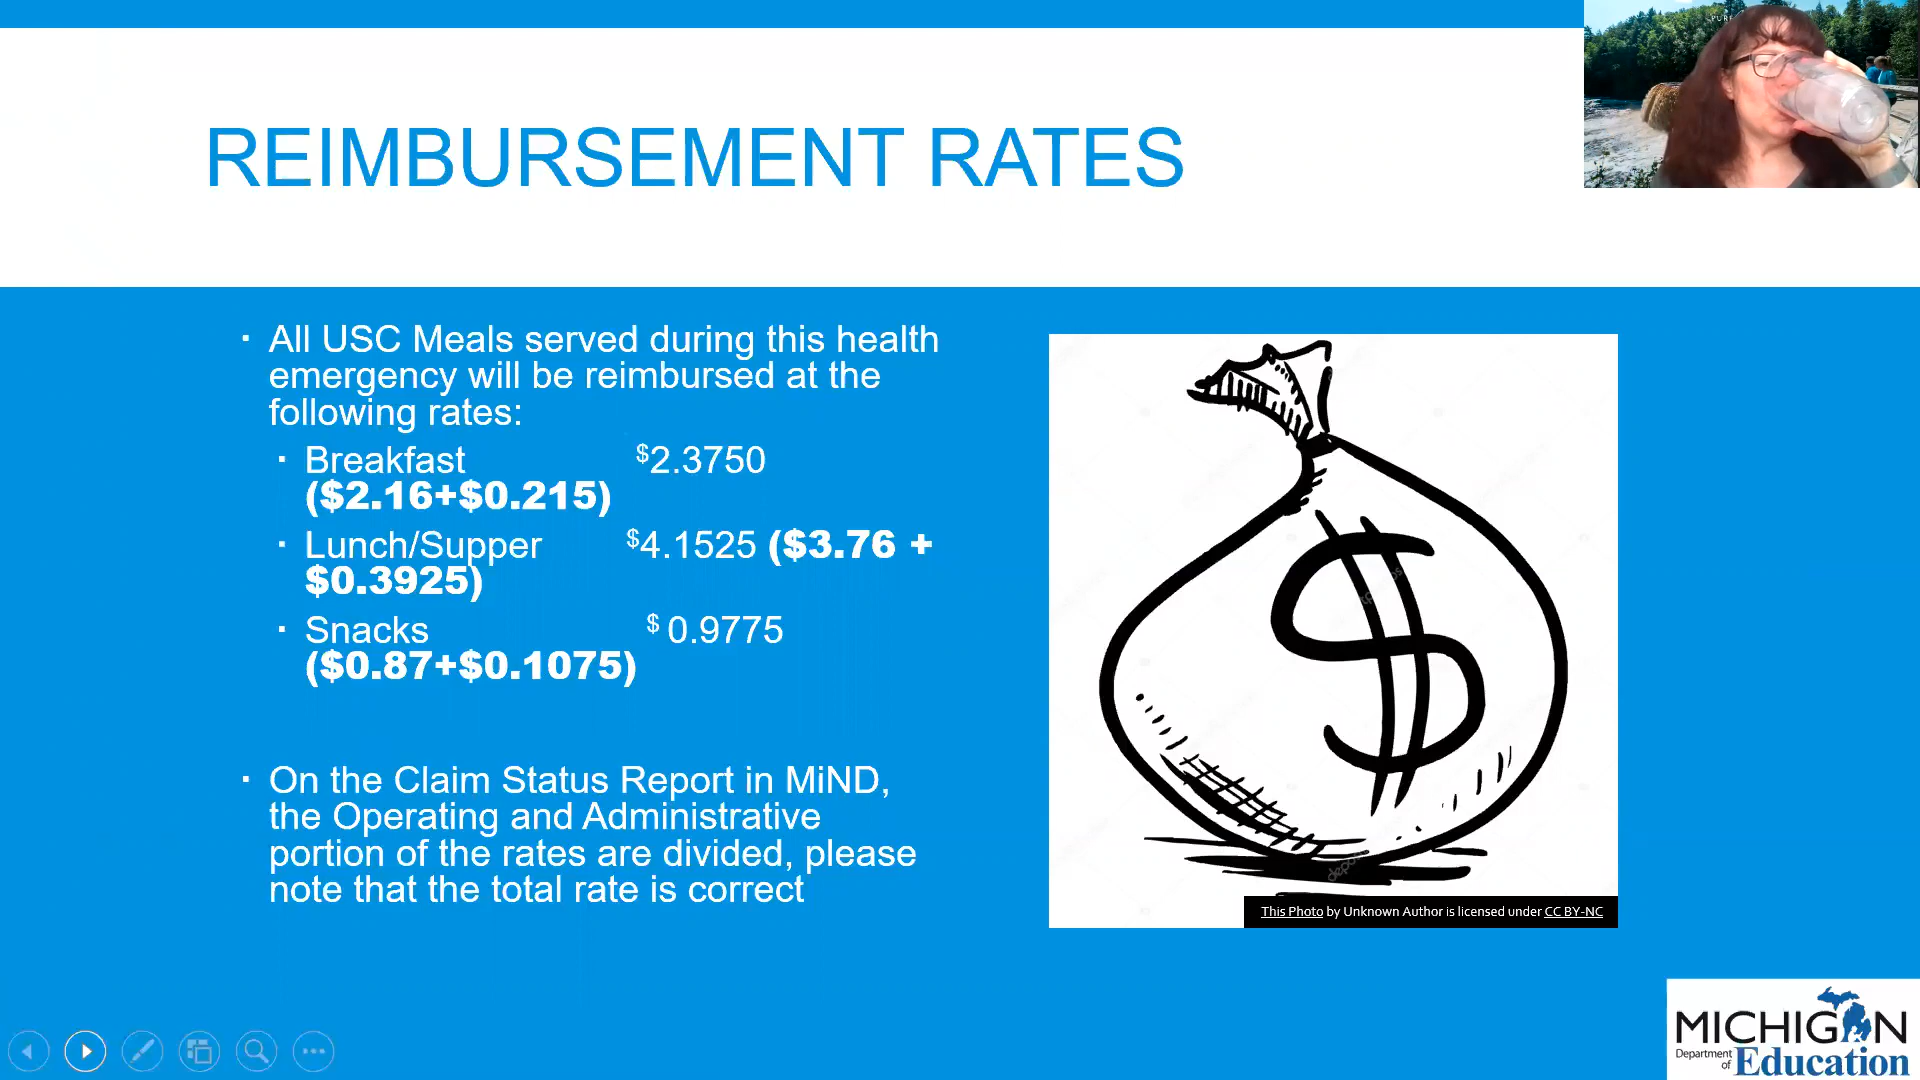 PURE
REIMBURSEMENT RATES
▪ All USC Meals served during this health
emergency will be reimbursed at the
following rates:
▪ Breakfast $2.3750
($2.16+$0.215)
▪ Lunch/Supper $4.1525 ($3.76 +
$0.3925)
▪ Snacks $ 0.9775
($0.87+$0.1075)
▪ On the Claim Status Report in MiND,
the Operating and Administrative
portion of the rates are divided, please
note that the total rate is correct
This Photo by Unknown Author is licensed under CC BY-NC
MICHIGAN
Department
of Education